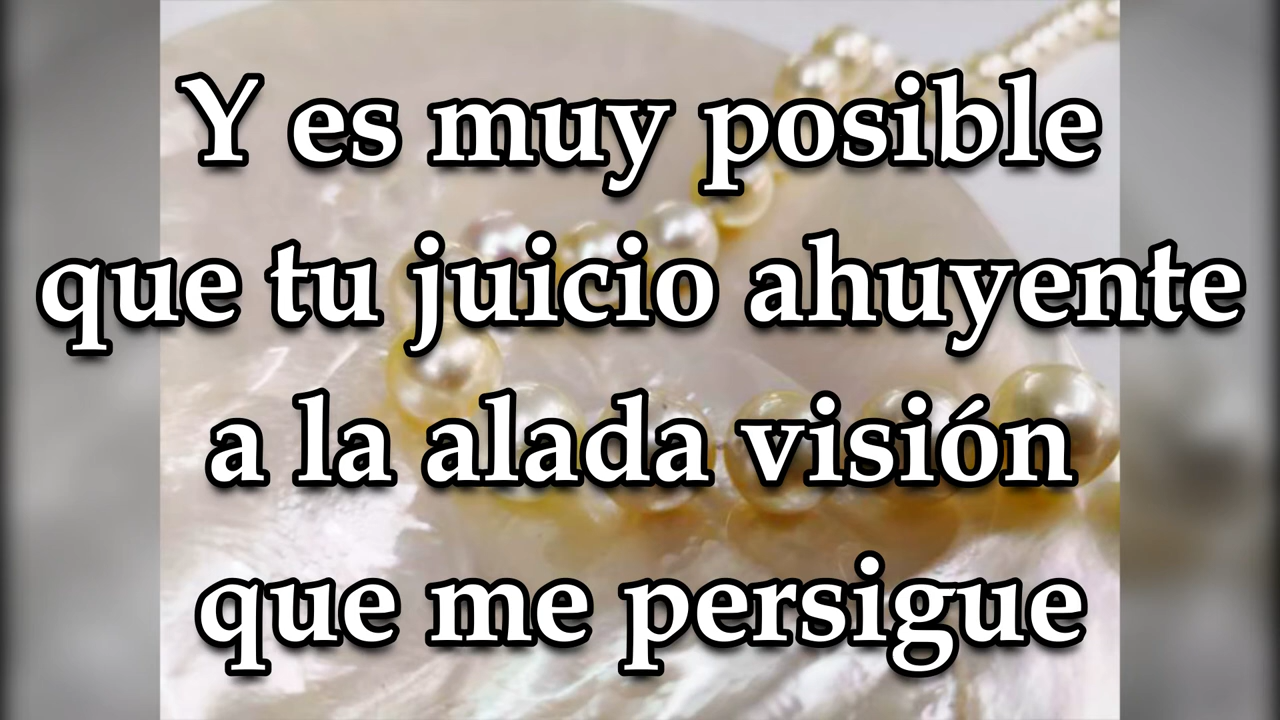 Y es muy posible
que tu juicio ahuyente
a la alada visión
que me persigue